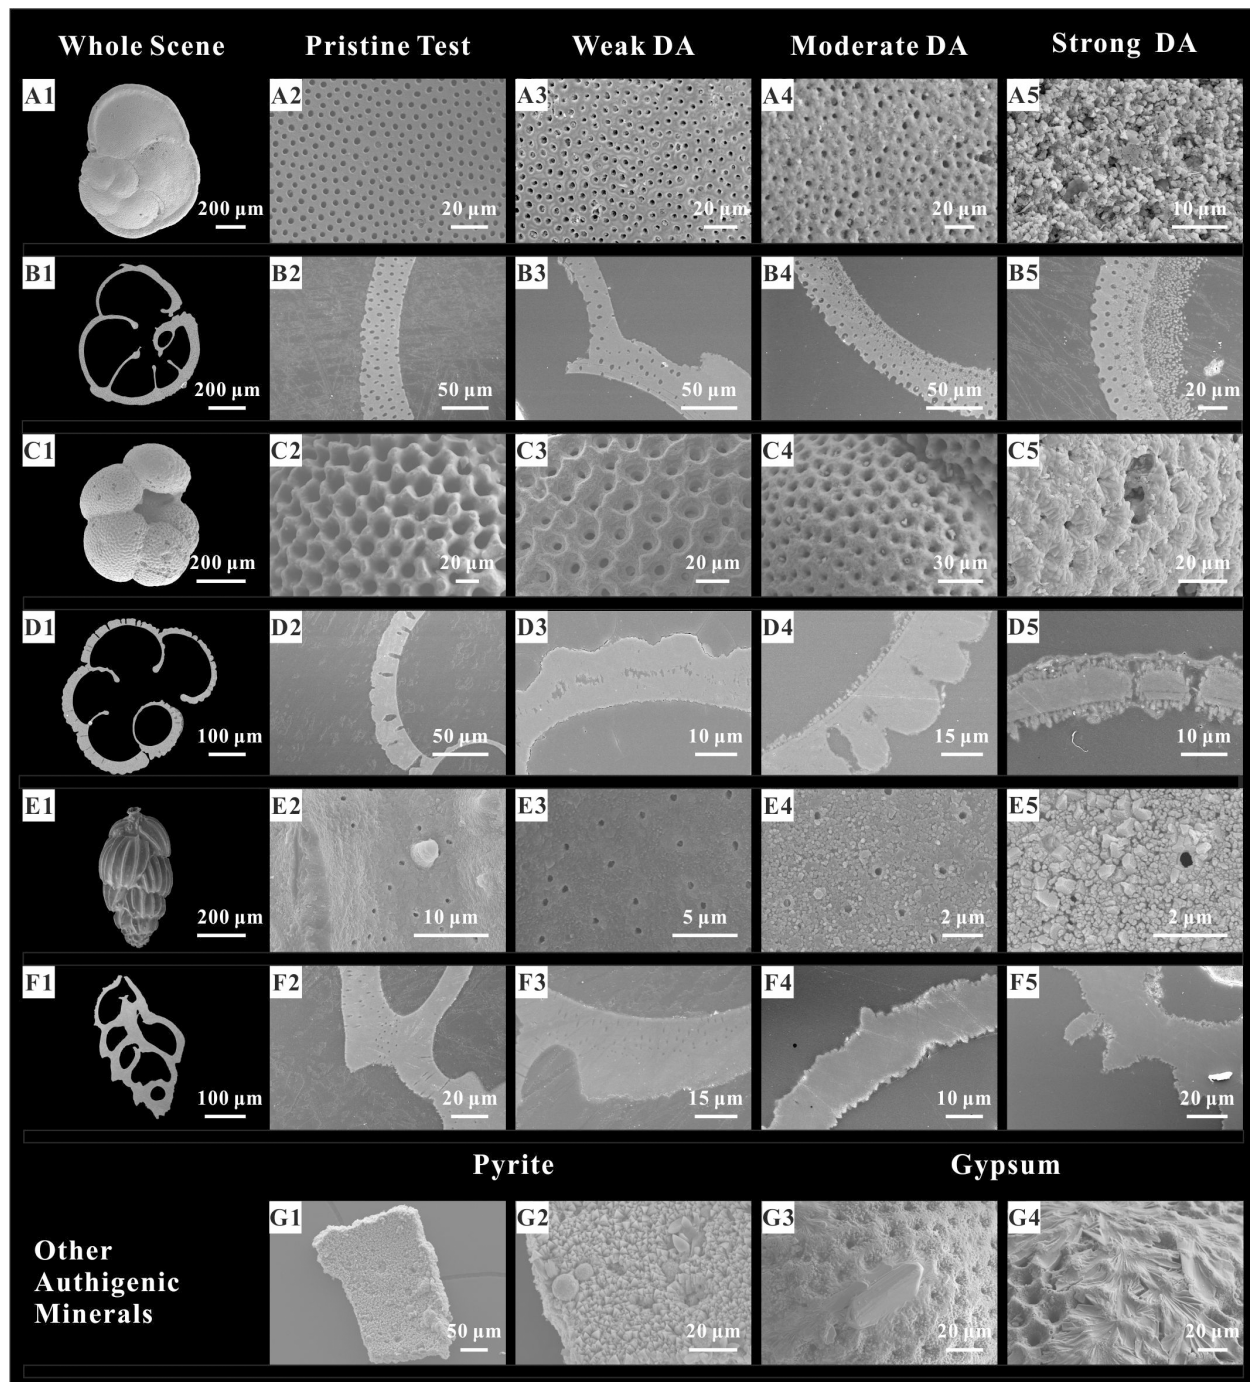 Whole Scene Pristine Test Weak DA Moderate DA Strong DA
A1 A2 A3 A4 A5
200 μm 20 μm 20 μm 20 μm 10 μm
B1 B2 B3 B4 B5
200 μm 50 μm 50 μm 50 μm 20 μm
C1 C2 C3 C4 C5
200 μm 20 μm 20 μm 30 μm 20 μm
D1 D2 D3 D4 D5
100 μm 50 μm 10 μm 15 μm 10 μm
E1 E2 E3 E4 E5
200 μm 10 μm 5 μm 2 μm 2 μm
F1 F2 F3 F4 F5
100 μm 20 μm 15 μm 10 μm 20 μm
Pyrite Gypsum
G1 G2 G3 G4
Other
Authigenic
Minerals
50 μm 20 μm 20 μm 20 μm